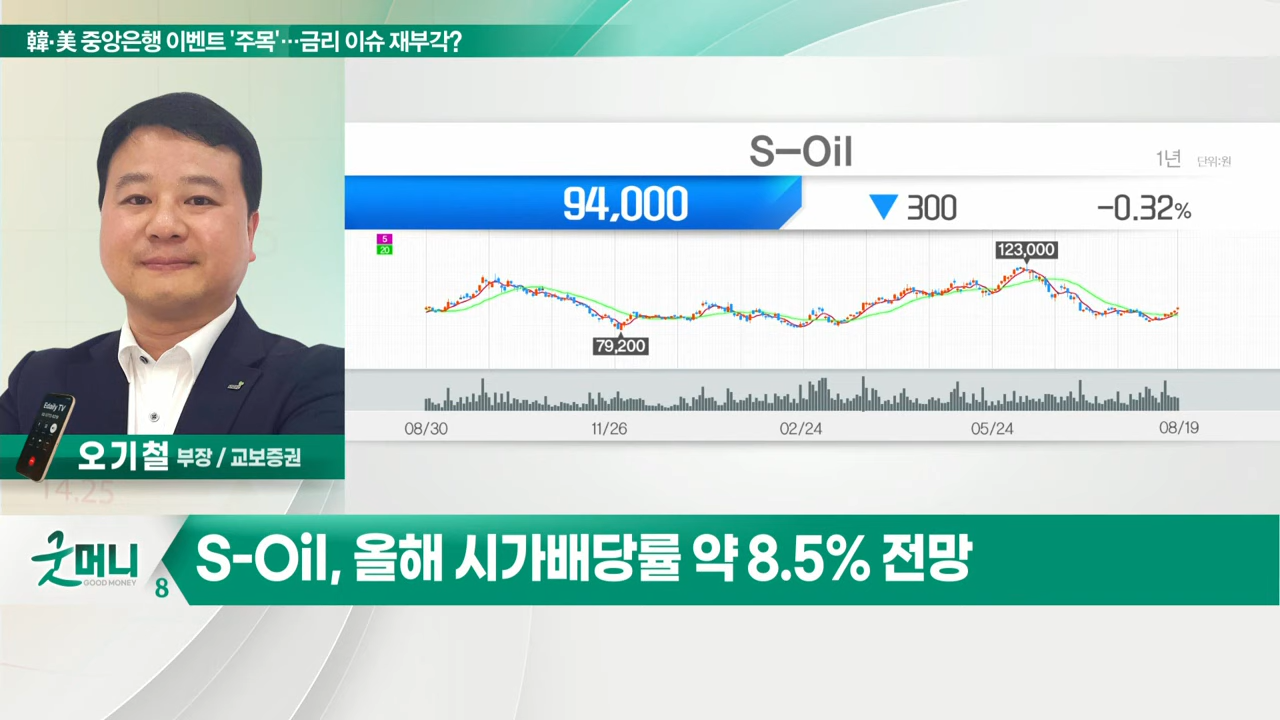 韓·美 중앙은행 이벤트 '주목'…금리 이슈 재부각?
S-Oil
1년 단위:원
94,000 ▼ 300 -0.32%
5
20
123,000
79,200
08/30 11/26 02/24 05/24 08/19
Edaily TV
오기철 부장 / 교보증권
14.25
굿머니
GOOD MONEY
8
S-Oil, 올해 시가배당률 약 8.5% 전망